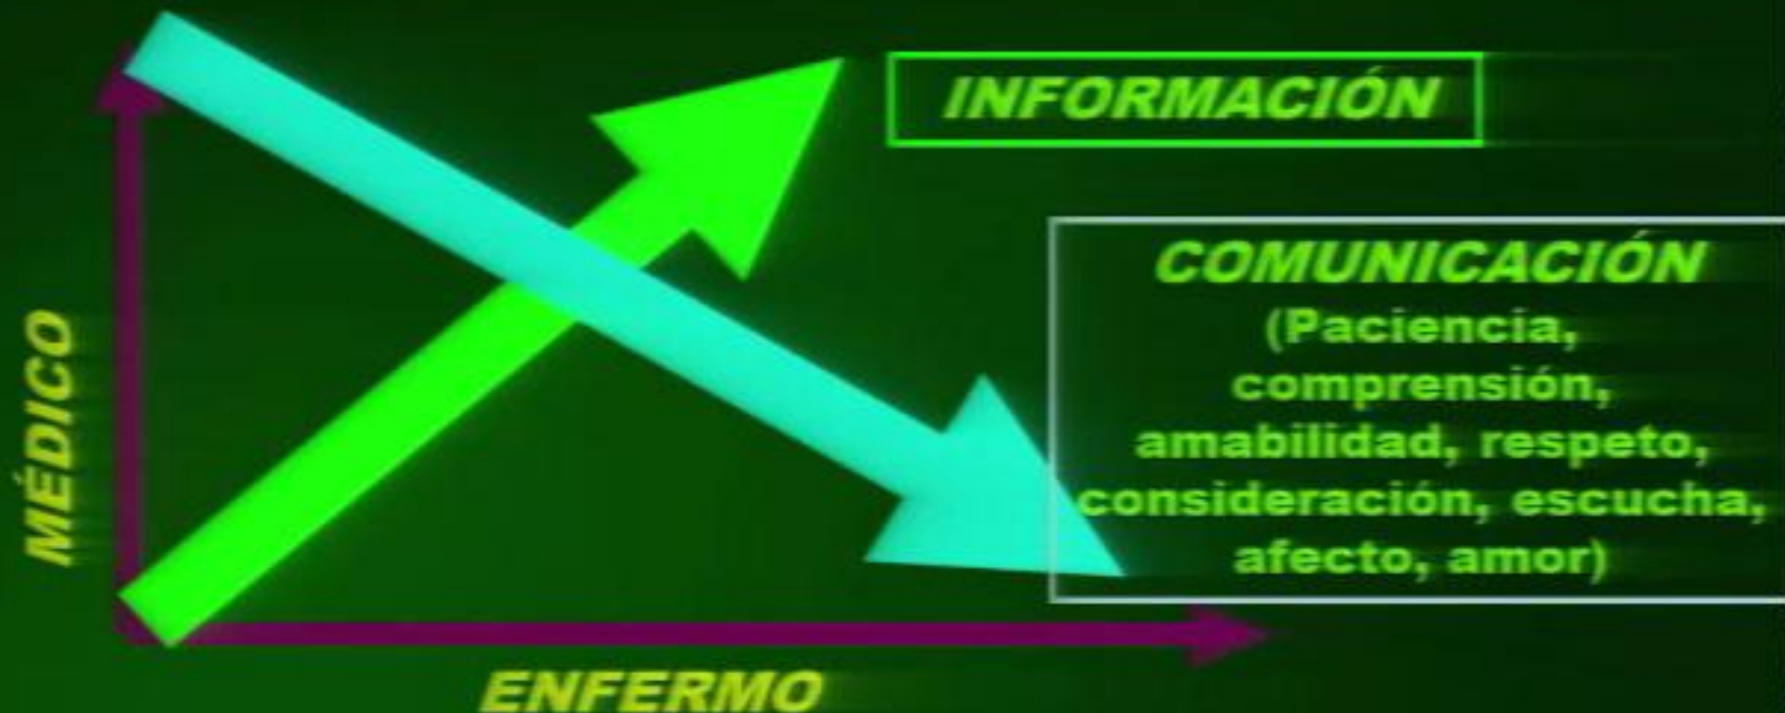 INFORMACIÓN
COMUNICACIÓN
(Paciencia,
comprensión,
amabilidad, respeto,
consideración, escucha,
afecto, amor)
MÉDICO
ENFERMO